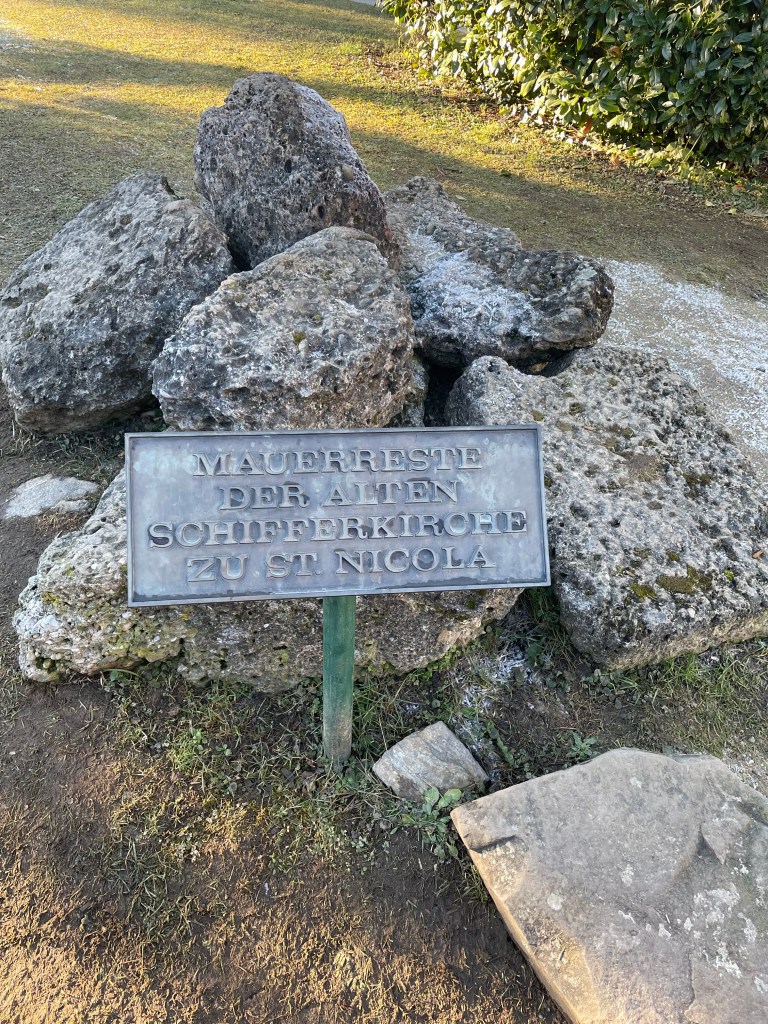 MAUERRESTE
DER ALTEN
SCHIFFERKIRCHE
ZU ST. NICOLA